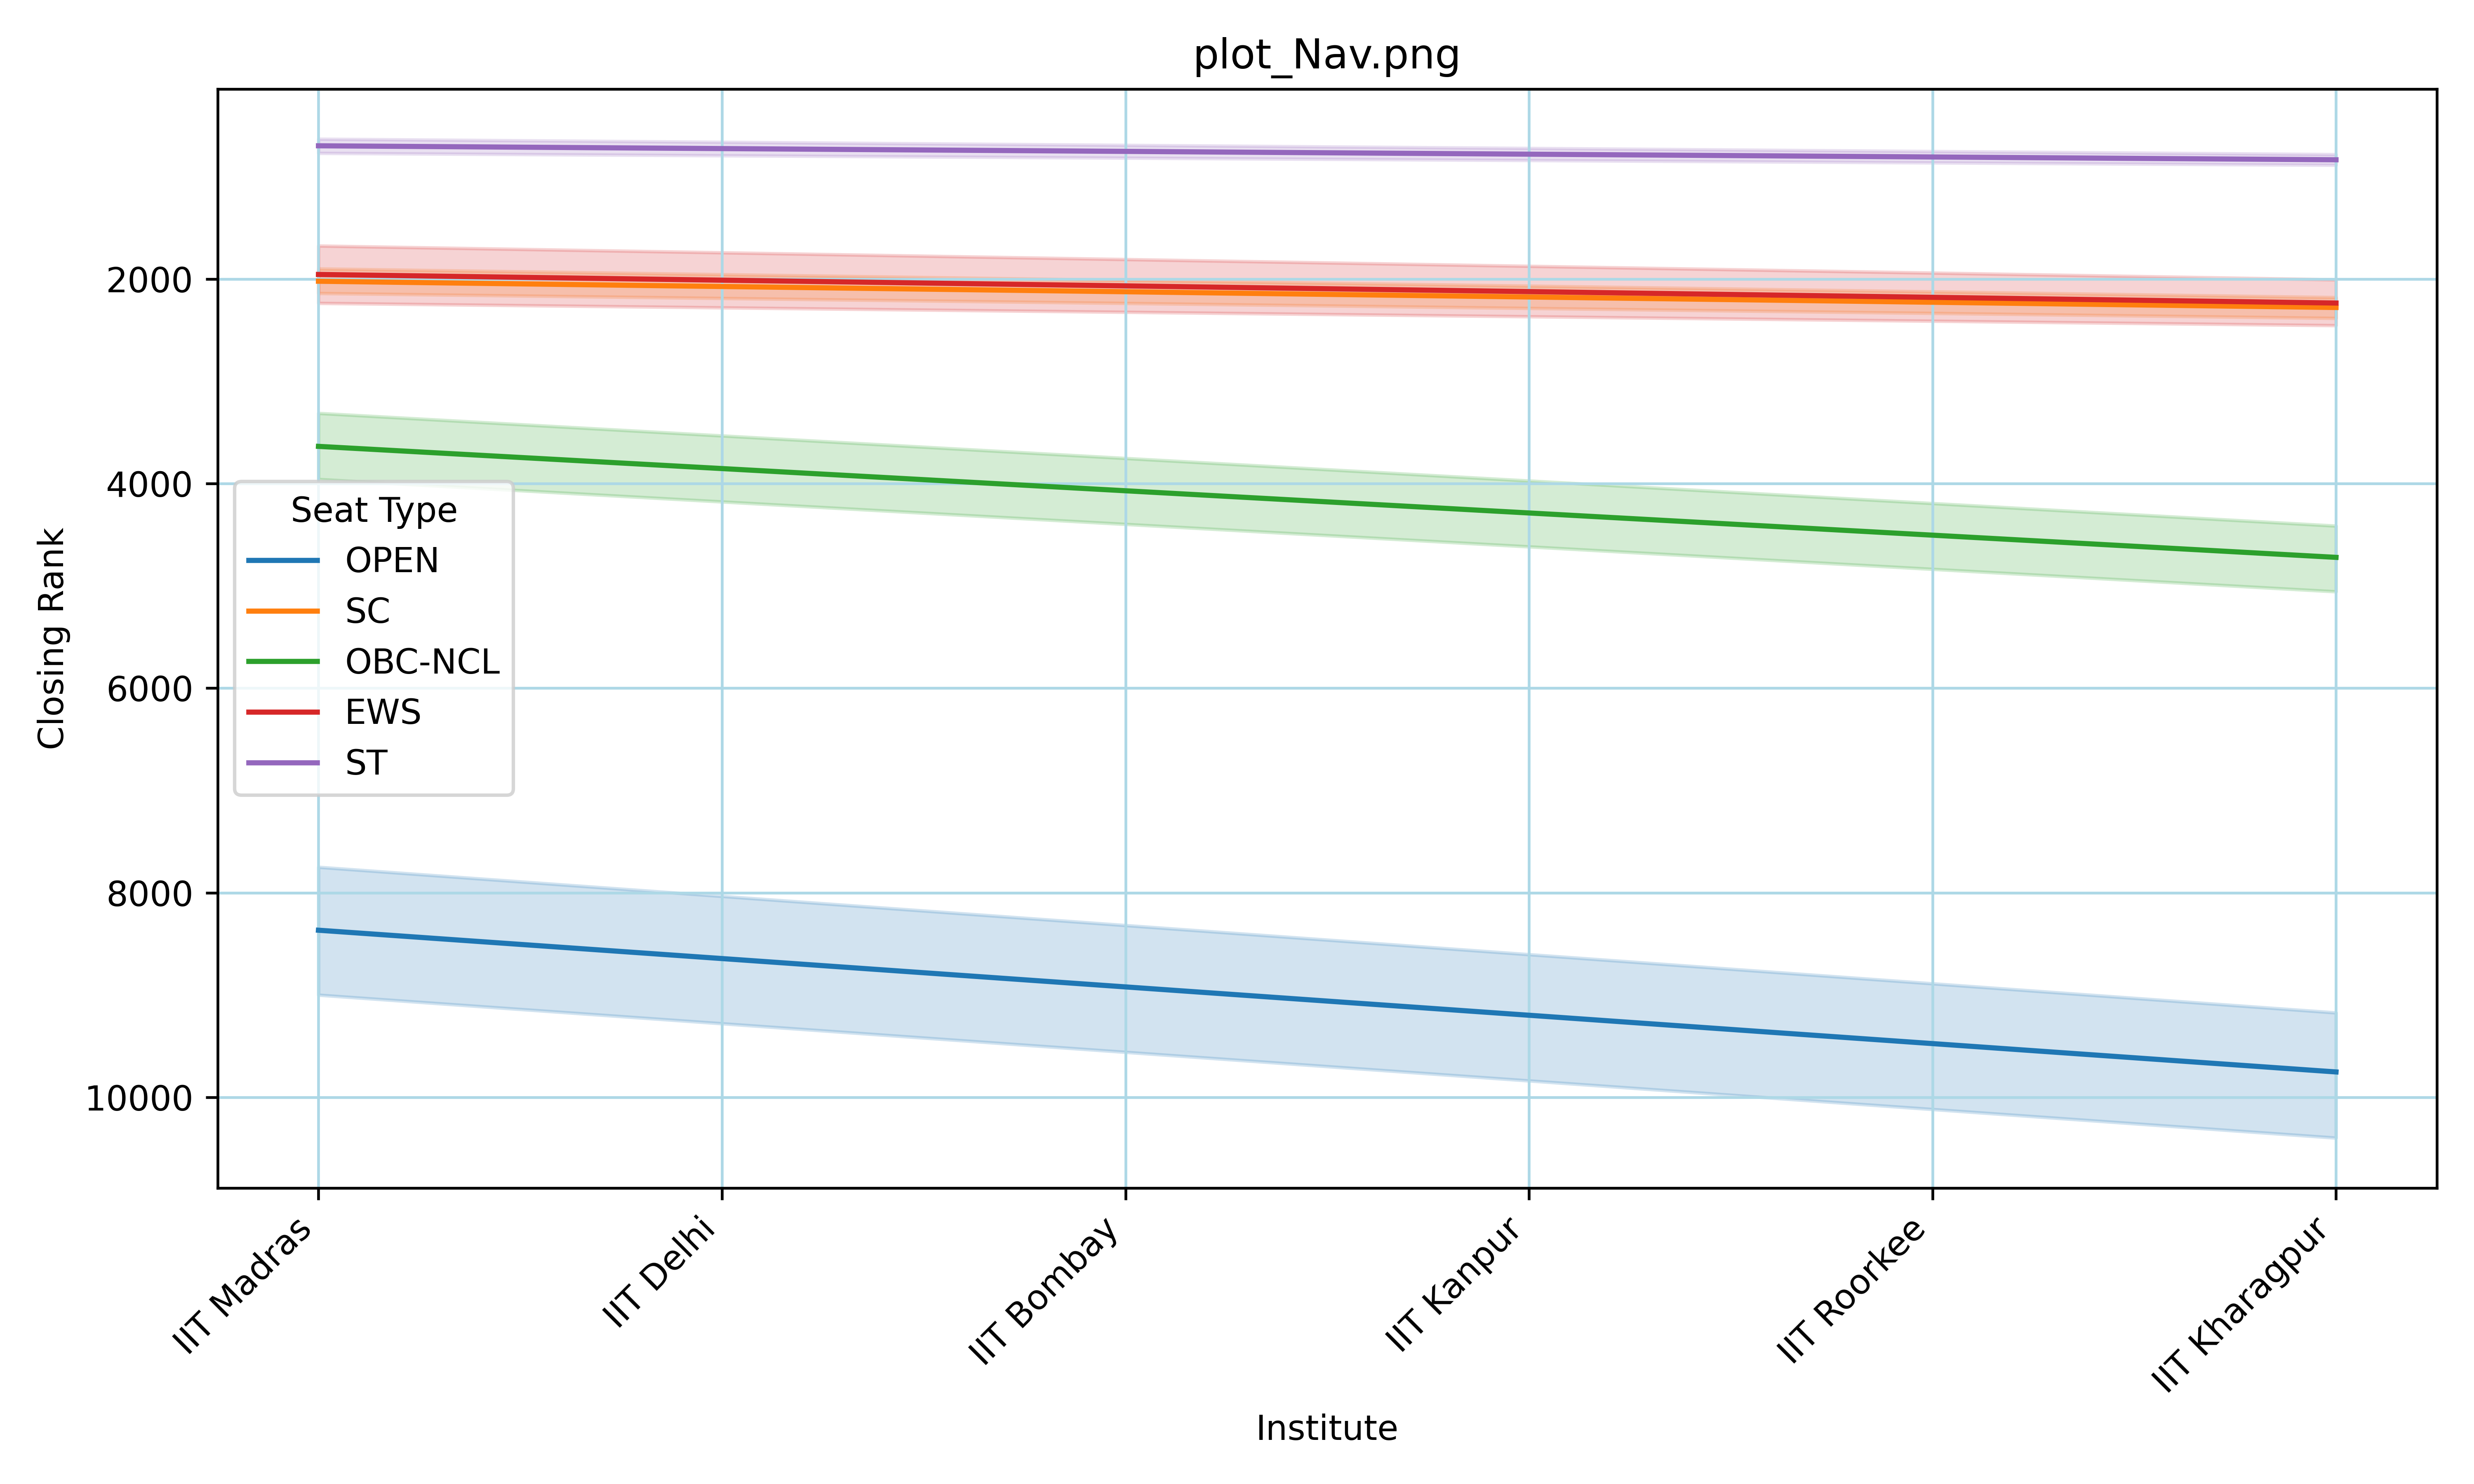 plot_Nav.png
Closing Rank
2000
4000
6000
8000
10000
Seat Type
OPEN
SC
OBC-NCL
EWS
ST
IIT Madras
IIT Delhi
IIT Bombay
IIT Kanpur
IIT Roorkee
IIT Kharagpur
Institute